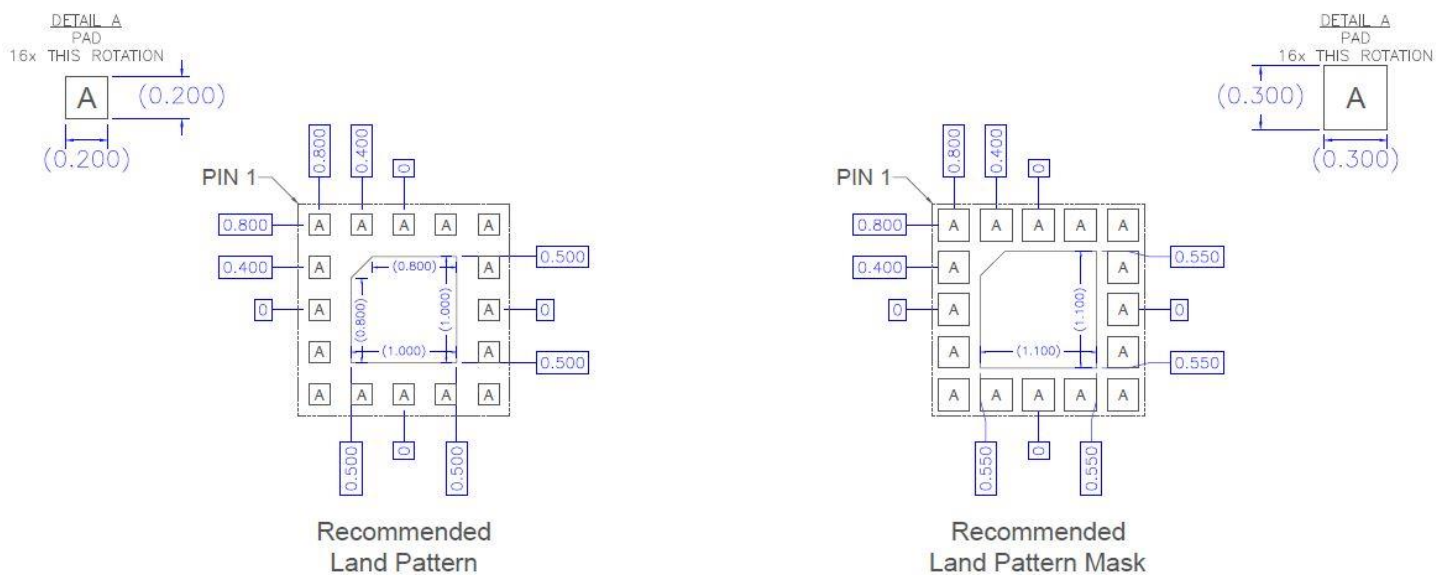 DETAIL A
PAD
16x THIS ROTATION
A
(0.200)
(0.200)
0.800
0.400
0
PIN 1
0.800
A A A A A
0.500
0.400
A
(0.800)
A
0
A
(0.800)
(1.000)
A
0
A
(1.000)
A
0.500
A A A A A
0.500
0
0.500
Recommended
Land Pattern
DETAIL A
PAD
16x THIS ROTATION
(0.300)
A
(0.300)
0.800
0.400
0
PIN 1
0.800
A A A A A
0.550
0.400
A
A
0
A
(1.100)
A
0
A
(1.100)
A
0.550
A A A A A
0.550
0
0.550
Recommended
Land Pattern Mask